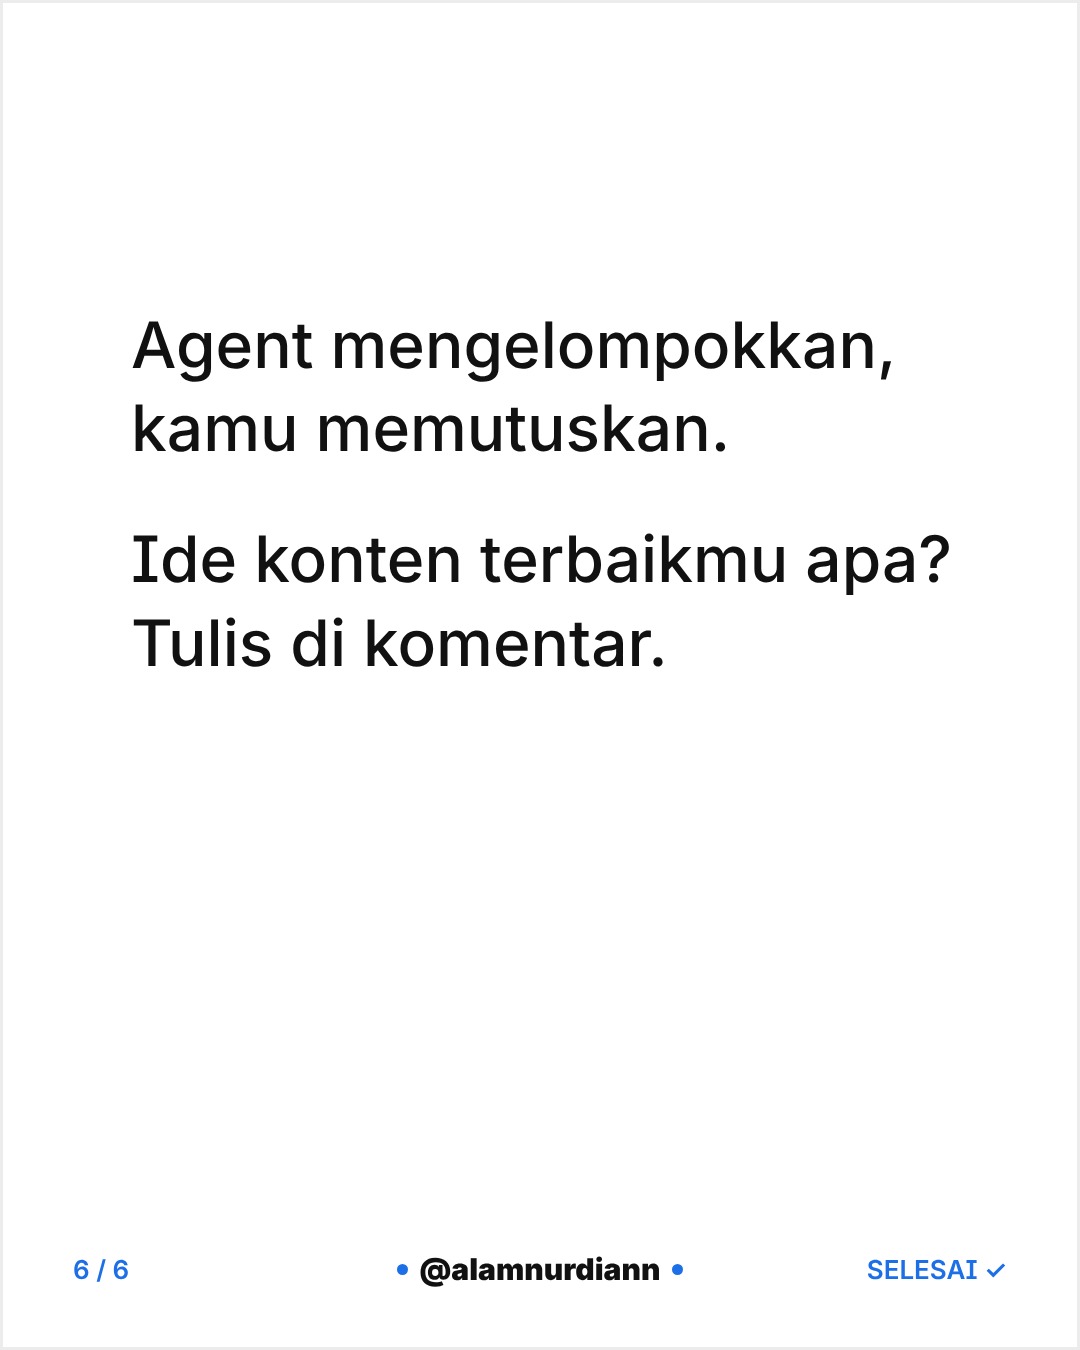 Agent mengelompokkan,
kamu memutuskan.
Ide konten terbaikmu apa?
Tulis di komentar.
6 / 6
• @alamnurdiann •
SELESAI ✓